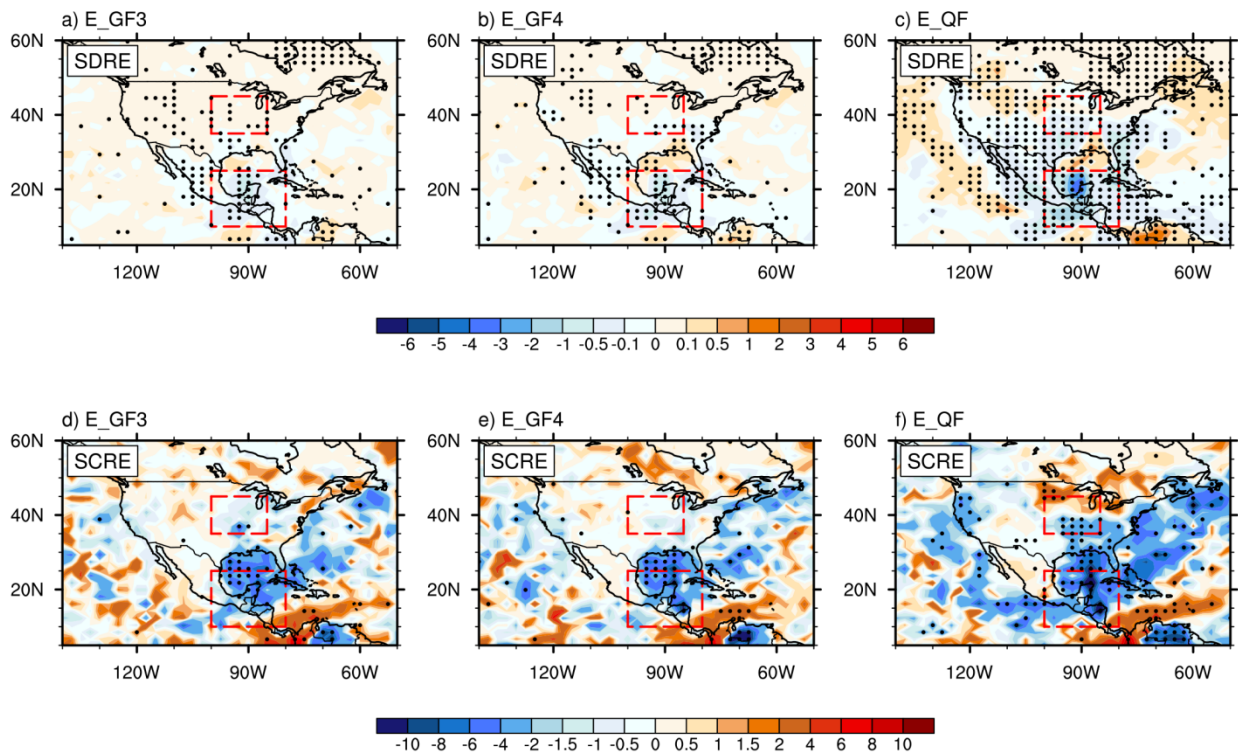 a) E_GF3 b) E_GF4 c) E_QF
60N 60N 60N
SDRE SDRE SDRE
40N 40N 40N
20N 20N 20N
120W 90W 60W 120W 90W 60W 120W 90W 60W
-6 -5 -4 -3 -2 -1 -0.5 -0.1 0 0.1 0.5 1 2 3 4 5 6
d) E_GF3 e) E_GF4 f) E_QF
60N 60N 60N
SCRE SCRE SCRE
40N 40N 40N
20N 20N 20N
120W 90W 60W 120W 90W 60W 120W 90W 60W
-10 -8 -6 -4 -2 -1.5 -1 -0.5 0 0.5 1 1.5 2 4 6 8 10